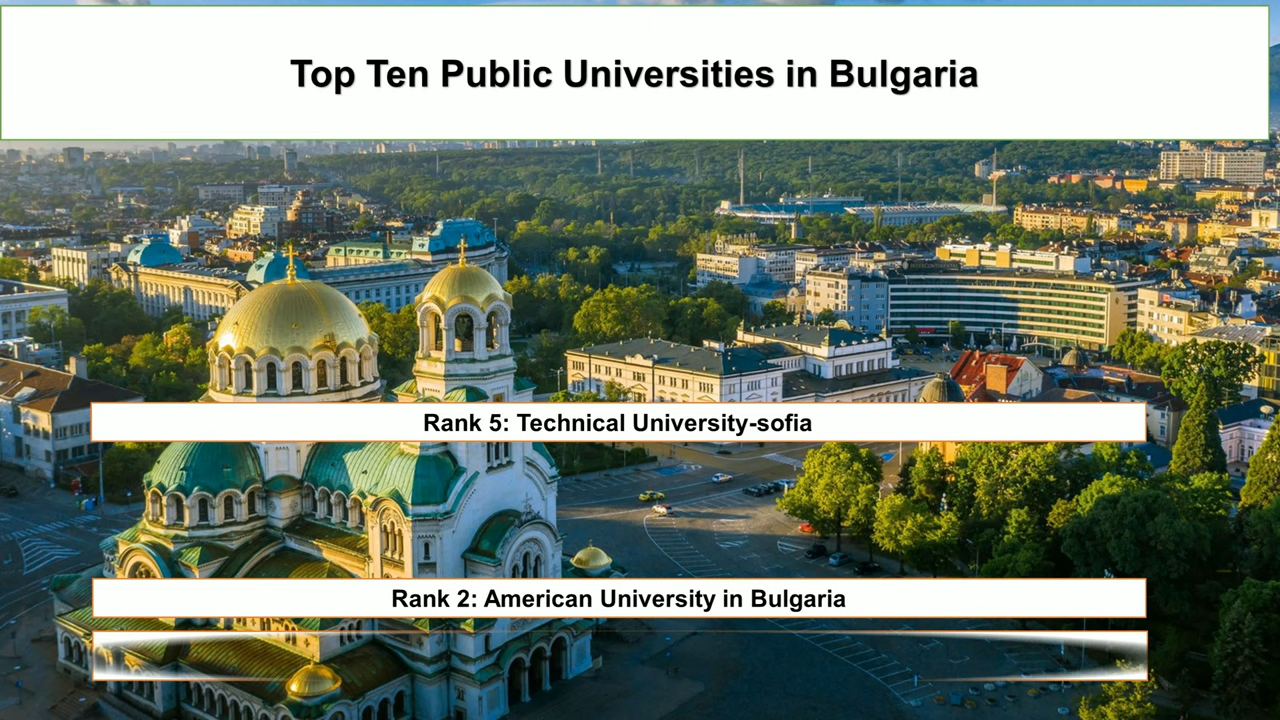 Top Ten Public Universities in Bulgaria
Rank 5: Technical University-sofia
Rank 2: American University in Bulgaria